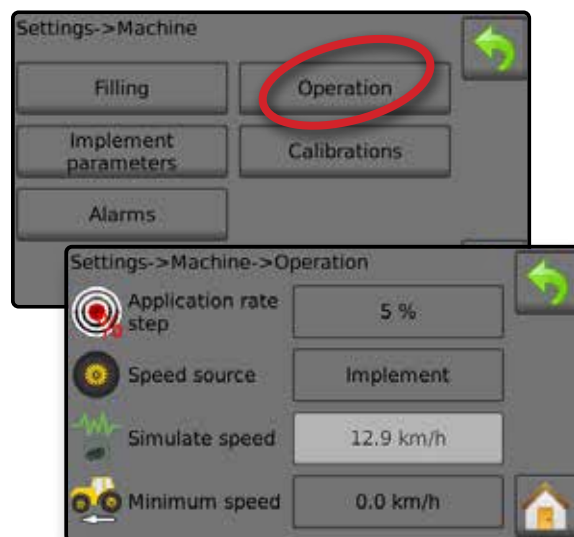 Settings->Machine
Filling
Operation
Implement
parameters
Calibrations
Alarms
Settings->Machine->Operation
Application rate
step
5 %
Speed source
Implement
Simulate speed
12.9 km/h
Minimum speed
0.0 km/h